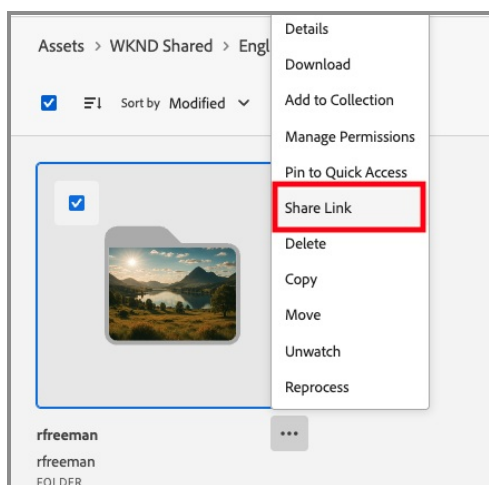 Assets > WKND Shared > Engl
Sort by Modified
Details
Download
Add to Collection
Manage Permissions
Pin to Quick Access
Share Link
Delete
Copy
Move
Unwatch
Reprocess
rfreeman
rfreeman
FOLDER